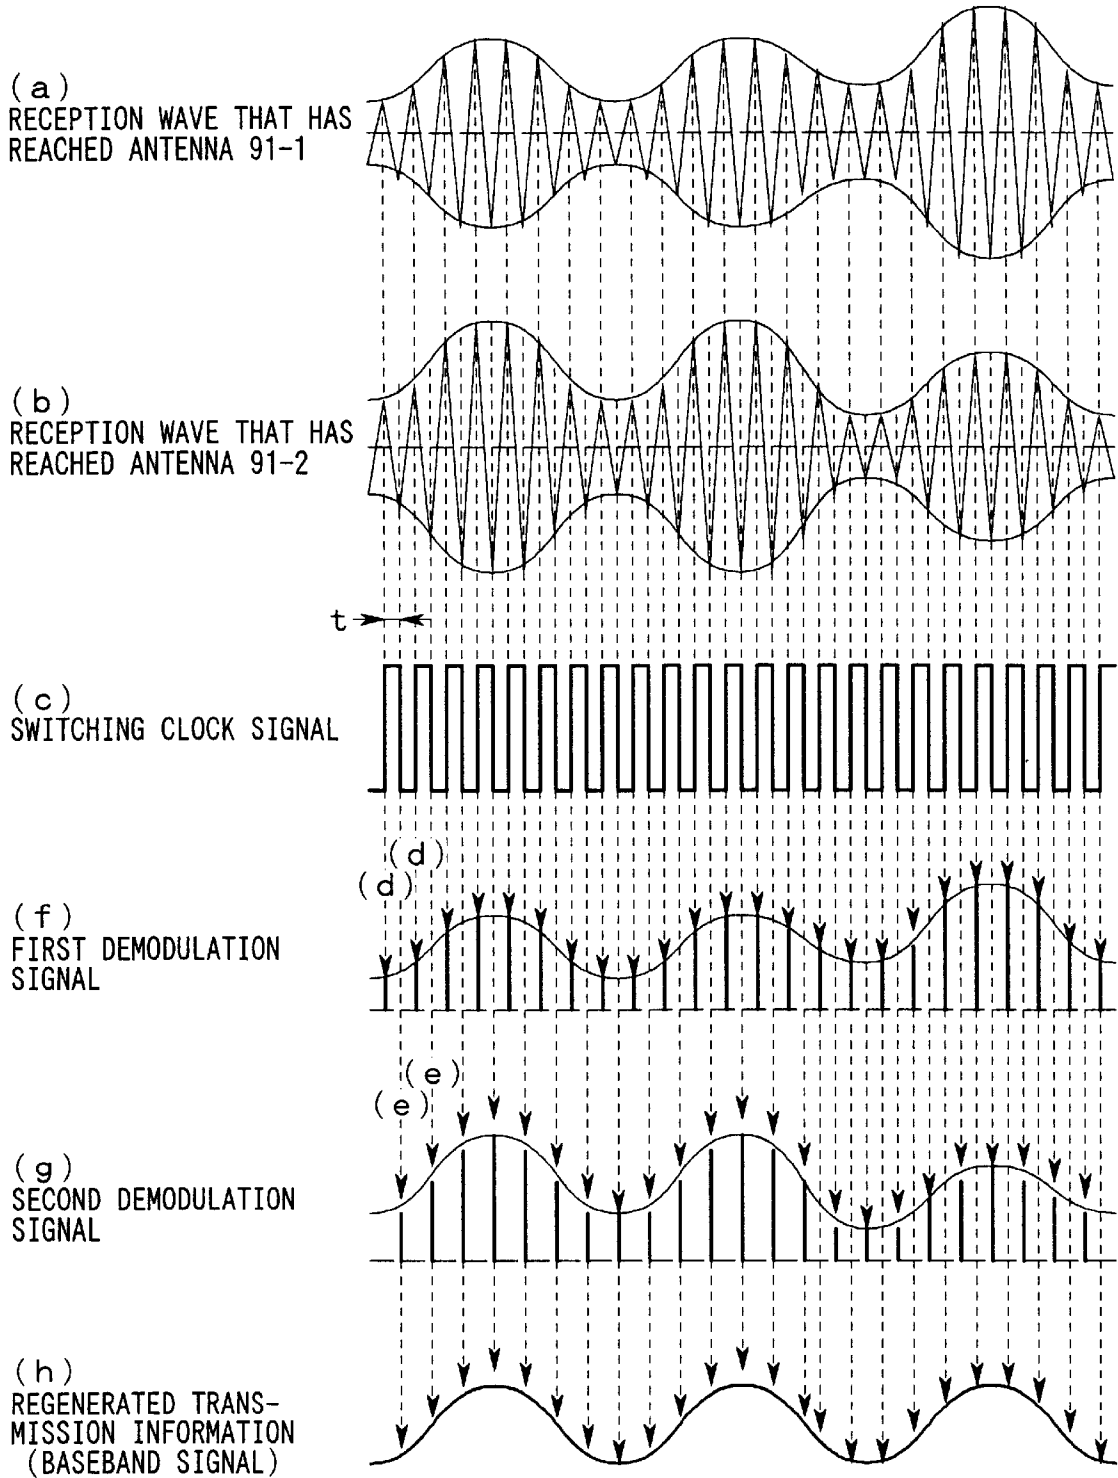 (a)
RECEPTION WAVE THAT HAS
REACHED ANTENNA 91-1
(b)
RECEPTION WAVE THAT HAS
REACHED ANTENNA 91-2
t
(c)
SWITCHING CLOCK SIGNAL
(d)
(d)
(f)
FIRST DEMODULATION
SIGNAL
(e)
(e)
(g)
SECOND DEMODULATION
SIGNAL
(h)
REGENERATED TRANS-
MISSION INFORMATION
(BASEBAND SIGNAL)